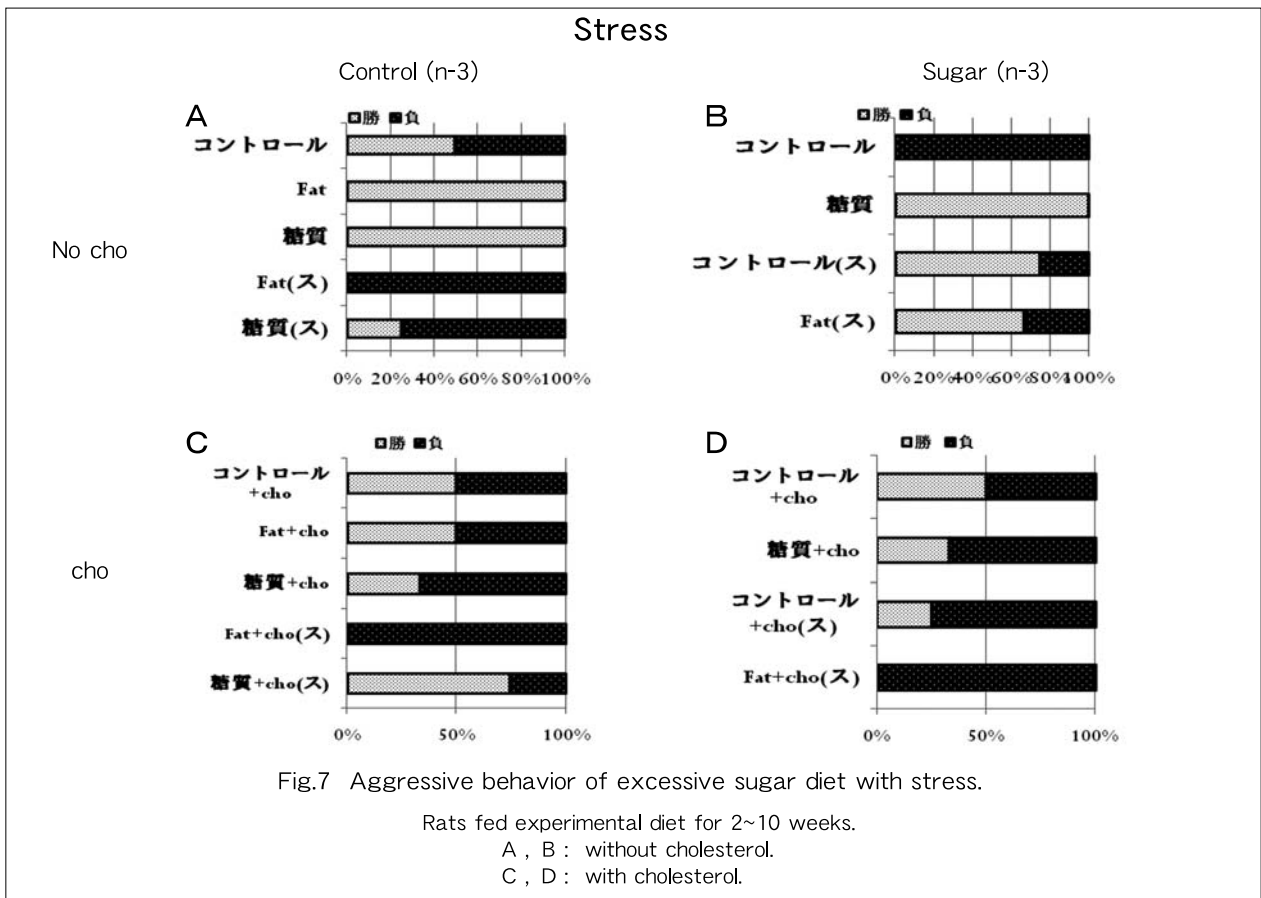 Stress
Control (n-3)
Sugar (n-3)
No cho
A
勝 負
コントロール
Fat
糖質
Fat(ス)
糖質(ス)
0% 20% 40% 60% 80% 100%
B
勝 負
コントロール
糖質
コントロール(ス)
Fat(ス)
0% 20% 40% 60% 80% 100%
cho
C
勝 負
コントロール
+cho
Fat+cho
糖質+cho
Fat+cho(ス)
糖質+cho(ス)
0% 50% 100%
D
勝 負
コントロール
+cho
糖質+cho
コントロール
+cho(ス)
Fat+cho(ス)
0% 50% 100%
Fig.7 Aggressive behavior of excessive sugar diet with stress.
Rats fed experimental diet for 2~10 weeks.
A , B : without cholesterol.
C , D : with cholesterol.